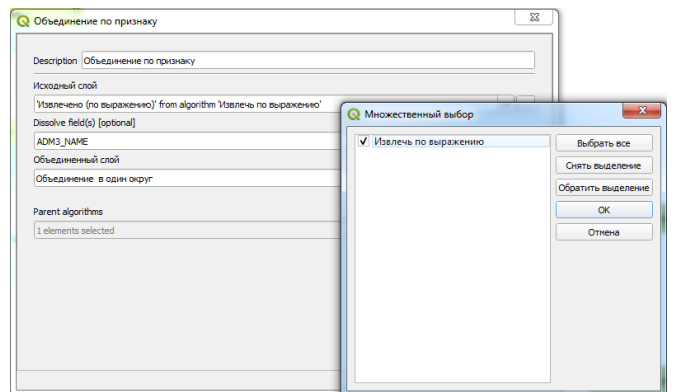 Объединение по признаку
Description Объединение по признаку
Исходный слой
'Извлечено (по выражению)' from algorithm 'Извлечь по выражению'
Dissolve field(s) [optional]
ADM3_NAME
Объединенный слой
Объединение в один округ
Parent algorithms
1 elements selected
Множественный выбор
Извлечь по выражению
Выбрать все
Снять выделение
Обратить выделение
OK
Отмена